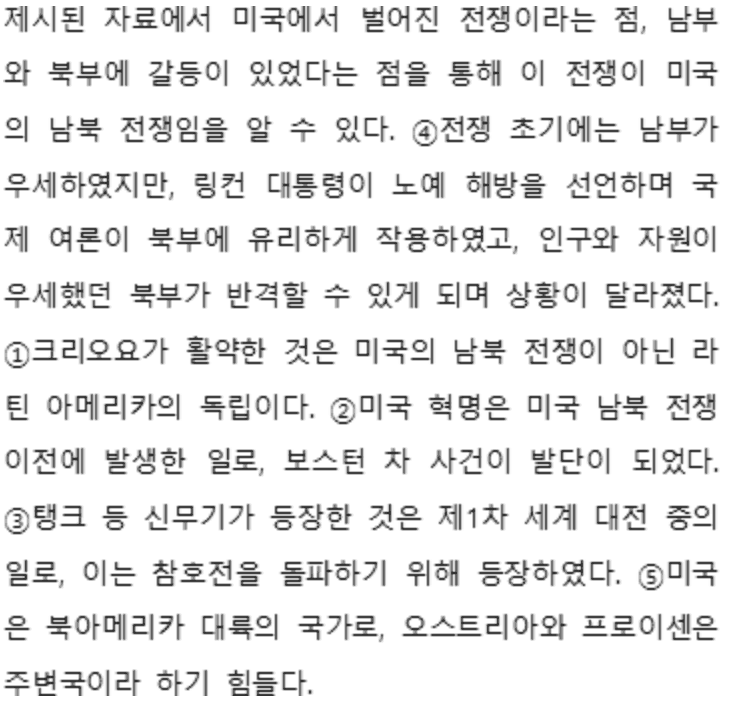 제시된 자료에서 미국에서 벌어진 전쟁이라는 점, 남부
와 북부에 갈등이 있었다는 점을 통해 이 전쟁이 미국
의 남북 전쟁임을 알 수 있다. ④전쟁 초기에는 남부가
우세하였지만, 링컨 대통령이 노예 해방을 선언하며 국
제 여론이 북부에 유리하게 작용하였고, 인구와 자원이
우세했던 북부가 반격할 수 있게 되며 상황이 달라졌다.
①크리오요가 활약한 것은 미국의 남북 전쟁이 아닌 라
틴 아메리카의 독립이다. ②미국 혁명은 미국 남북 전쟁
이전에 발생한 일로, 보스턴 차 사건이 발단이 되었다.
③탱크 등 신무기가 등장한 것은 제1차 세계 대전 중의
일로, 이는 참호전을 돌파하기 위해 등장하였다. ⑤미국
은 북아메리카 대륙의 국가로, 오스트리아와 프로이센은
주변국이라 하기 힘들다.